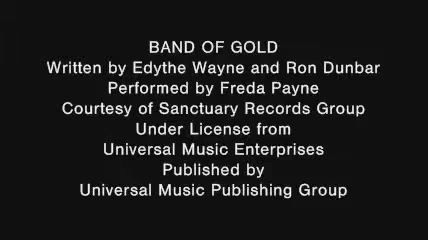 BAND OF GOLD
Written by Edythe Wayne and Ron Dunbar
Performed by Freda Payne
Courtesy of Sanctuary Records Group
Under License from
Universal Music Enterprises
Published by
Universal Music Publishing Group